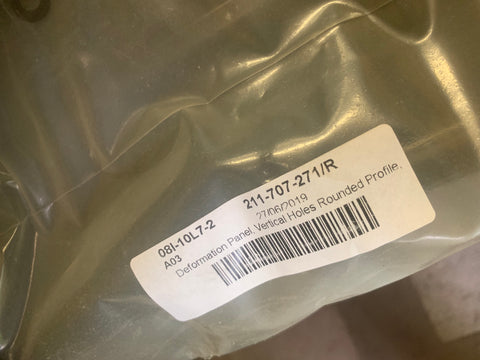 08I-10L7-2 211-707-271/R
A03 27/06/2019
Deformation Panel, Vertical Holes Rounded Profile,